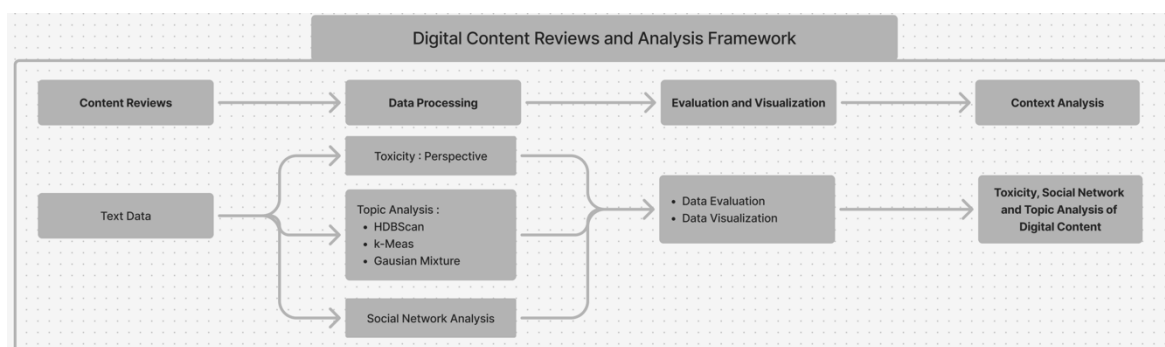 Digital Content Reviews and Analysis Framework
Content Reviews
Data Processing
Evaluation and Visualization
Context Analysis
Text Data
Toxicity : Perspective
Topic Analysis :
• HDBScan
• k-Meas
• Gausian Mixture
Social Network Analysis
• Data Evaluation
• Data Visualization
Toxicity, Social Network
and Topic Analysis of
Digital Content